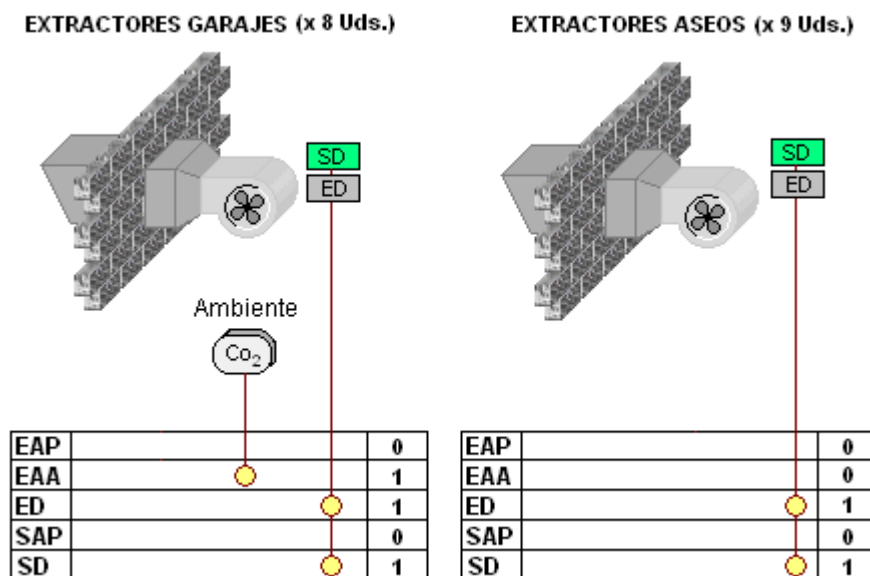 EXTRACTORES GARAJES (x 8 Uds.)
SD
ED
Ambiente
Co2
EAP 0
EAA 1
ED 1
SAP 0
SD 1
EXTRACTORES ASEOS (x 9 Uds.)
SD
ED
EAP 0
EAA 0
ED 1
SAP 0
SD 1